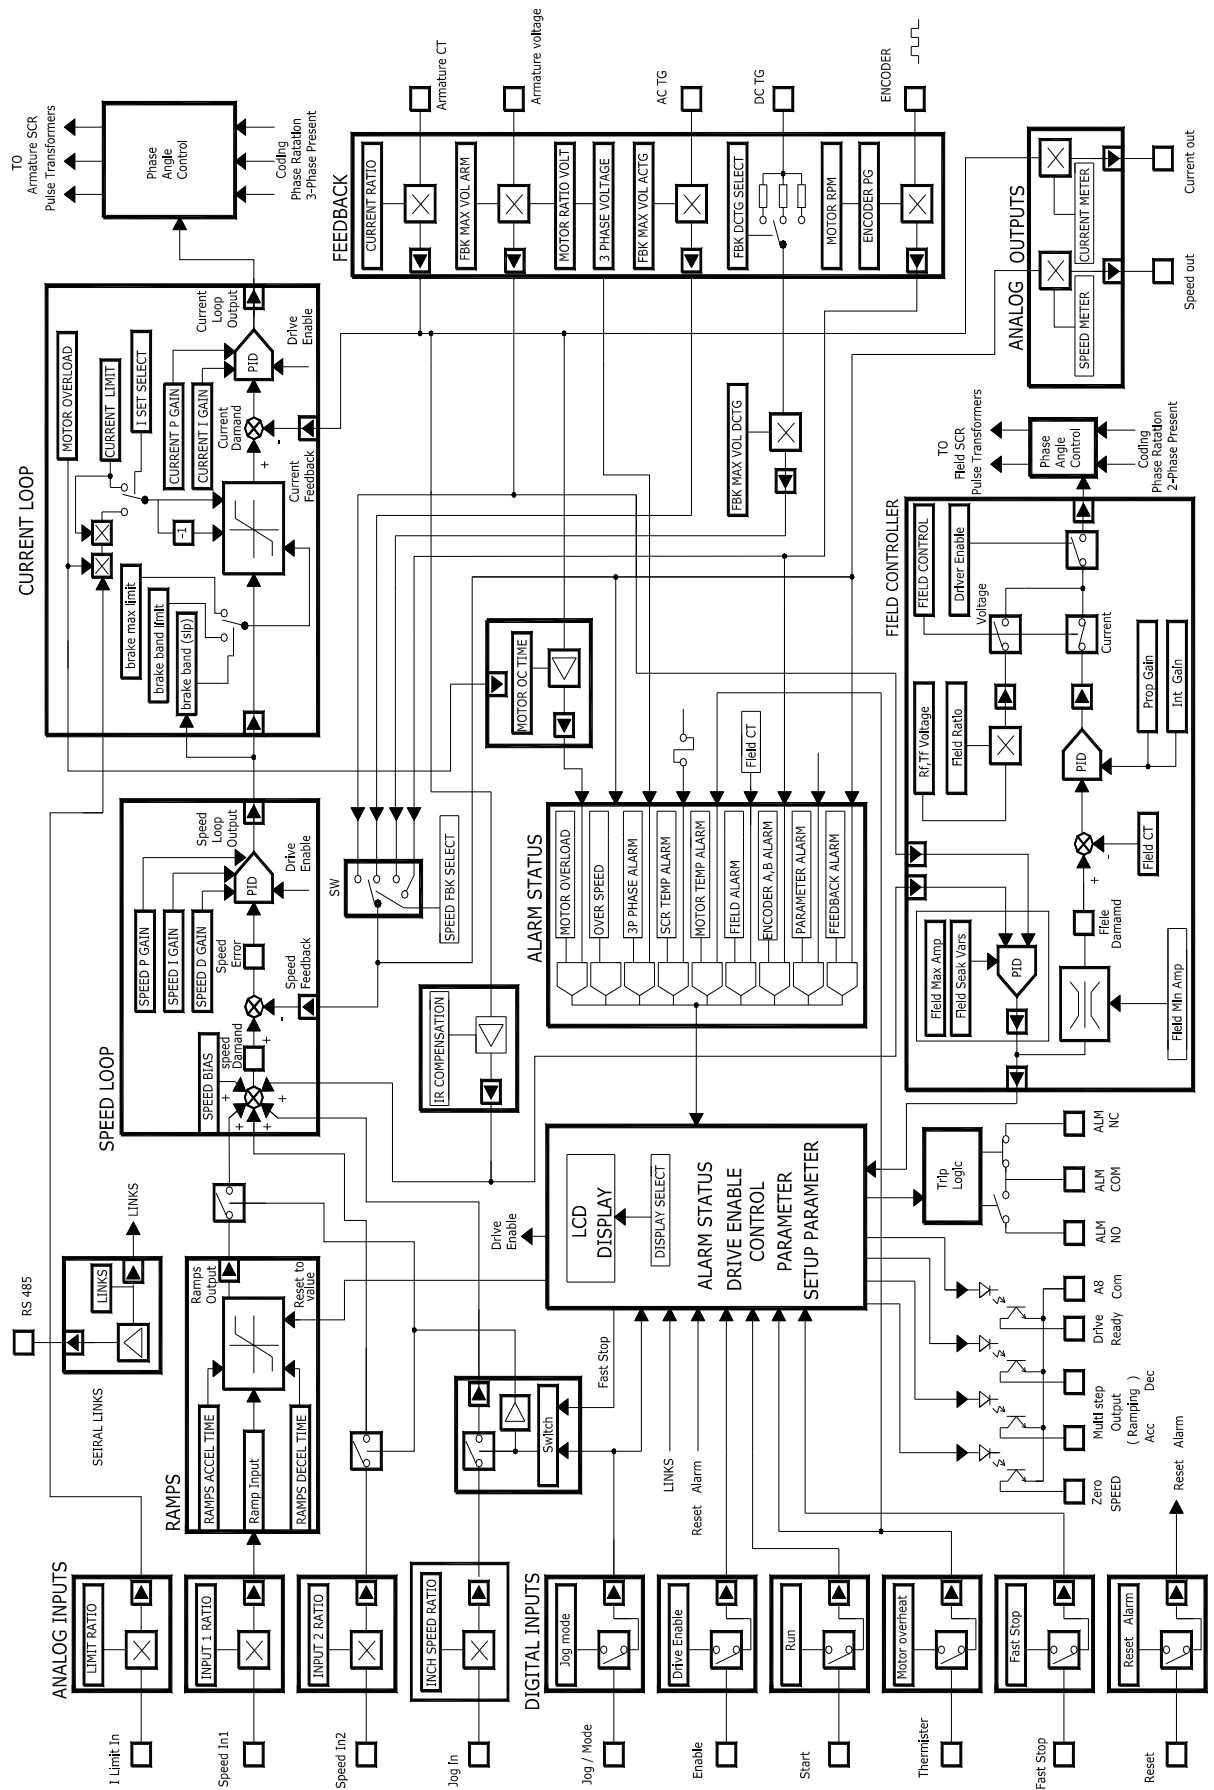 TO
Armature SCR
Pulse Transformers
Phase
Angle
Control
Coding
Phase Ratation
3-Phase Present
Armature CT
Armature voltage
AC TG
DC TG
ENCODER
FEEDBACK
CURRENT RATIO
FBK MAX VOL ARM
MOTOR RATIO VOLT
3 PHASE VOLTAGE
FBK MAX VOL ACTG
FBK DCTG SELECT
MOTOR RPM
ENCODER PG
ANALOG OUTPUTS
SPEED METER
CURRENT METER
Speed out
Current out
CURRENT LOOP
MOTOR OVERLOAD
CURRENT LIMIT
I SET SELECT
CURRENT P GAIN
CURRENT I GAIN
Current
Loop
Output
Drive
Enable
PID
Current
Damand
-
+
Current
Feedback
-1
brake max limit
brake band limit
brake band (slp)
FBK MAX VOL DCTG
TO
Field SCR
Pulse Transformers
Phase
Angle
Control
Coding
Phase Ratation
2-Phase Present
FIELD CONTROLLER
FIELD CONTROL
Driver Enable
Voltage
Current
Rf,Tf Voltage
Field Ratio
Prop Gain
Int Gain
PID
+
-
Field CT
Fiele
Damamd
Field Max Amp
Field Seak Vars
PID
Field Min Amp
MOTOR OC TIME
SPEED LOOP
SPEED P GAIN
SPEED I GAIN
SPEED D GAIN
Speed
Loop
Output
PID
Drive
Enable
Speed
Error
Speed
Feedback
-
+
speed
Damand
SPEED BIAS
+
+
+
+
+
SW
SPEED FBK SELECT
IR COMPENSATION
Field CT
ALARM STATUS
MOTOR OVERLOAD
OVER SPEED
3P PHASE ALARM
SCR TEMP ALARM
MOTOR TEMP ALARM
FIELD ALARM
ENCODER A,B ALARM
PARAMETER ALARM
FEEDBACK ALARM
RS 485
LINKS
LINKS
SEIRAL LINKS
RAMPS
RAMPS ACCEL TIME
Ramp Input
RAMPS DECEL TIME
Ramps
Output
Reset to
value
Drive
Enable
LCD
DISPLAY
DISPLAY SELECT
ALARM STATUS
DRIVE ENABLE
CONTROL
PARAMETER
SETUP PARAMETER
Trip
Logic
ALM
NC
ALM
COM
ALM
NO
A8
Com
Drive
Ready
Multi step
Output
( Ramping )
Acc
Dec
Zero
SPEED
Fast Stop
Switch
LINKS
Reset Alarm
Reset Alarm
ANALOG INPUTS
LIMIT RATIO
INPUT 1 RATIO
INPUT 2 RATIO
INCH SPEED RATIO
DIGITAL INPUTS
Jog mode
Drive Enable
Run
Motor overheat
Fast Stop
Reset Alarm
I Limit In
Speed In1
Speed In2
Jog In
Jog / Mode
Enable
Start
Thermister
Fast Stop
Reset